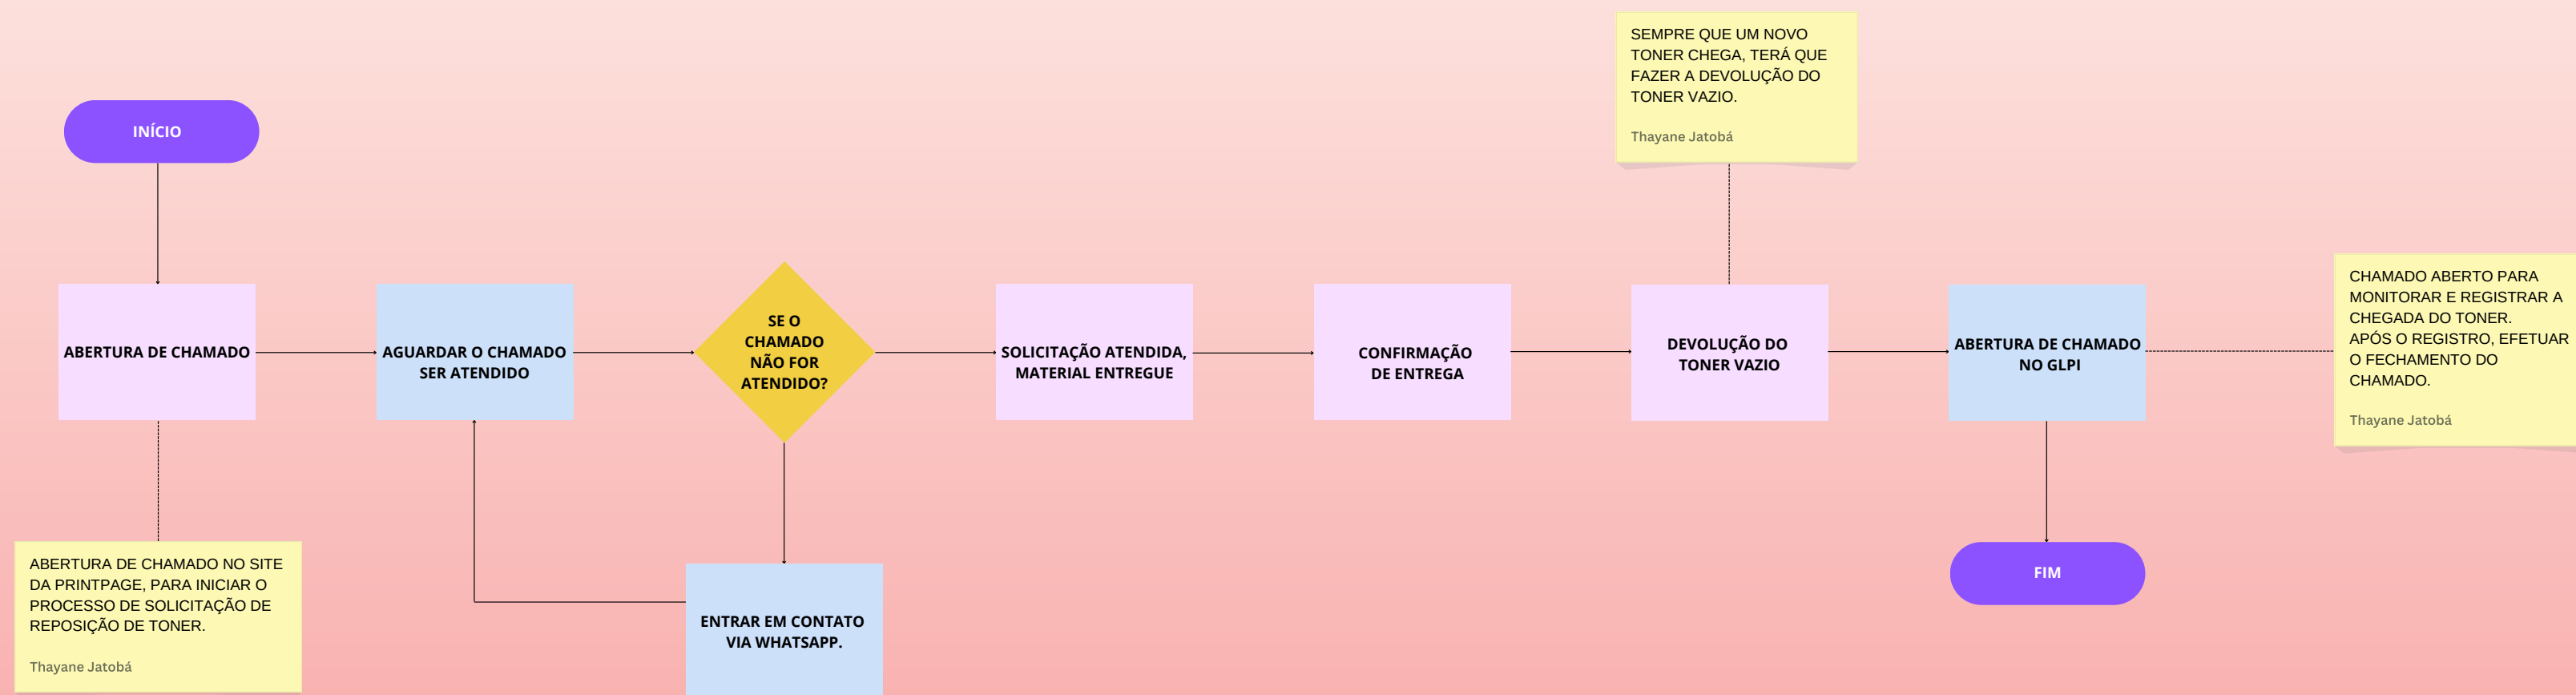 INÍCIO
ABERTURA DE CHAMADO
ABERTURA DE CHAMADO NO SITE
DA PRINTPAGE, PARA INICIAR O
PROCESSO DE SOLICITAÇÃO DE
REPOSIÇÃO DE TONER.
Thayane Jatobá
AGUARDAR O CHAMADO
SER ATENDIDO
SE O
CHAMADO
NÃO FOR
ATENDIDO?
ENTRAR EM CONTATO
VIA WHATSAPP.
SOLICITAÇÃO ATENDIDA,
MATERIAL ENTREGUE
CONFIRMAÇÃO
DE ENTREGA
SEMPRE QUE UM NOVO
TONER CHEGA, TERÁ QUE
FAZER A DEVOLUÇÃO DO
TONER VAZIO.
Thayane Jatobá
DEVOLUÇÃO DO
TONER VAZIO
ABERTURA DE CHAMADO
NO GLPI
CHAMADO ABERTO PARA
MONITORAR E REGISTRAR A
CHEGADA DO TONER.
APÓS O REGISTRO, EFETUAR
O FECHAMENTO DO
CHAMADO.
Thayane Jatobá
FIM